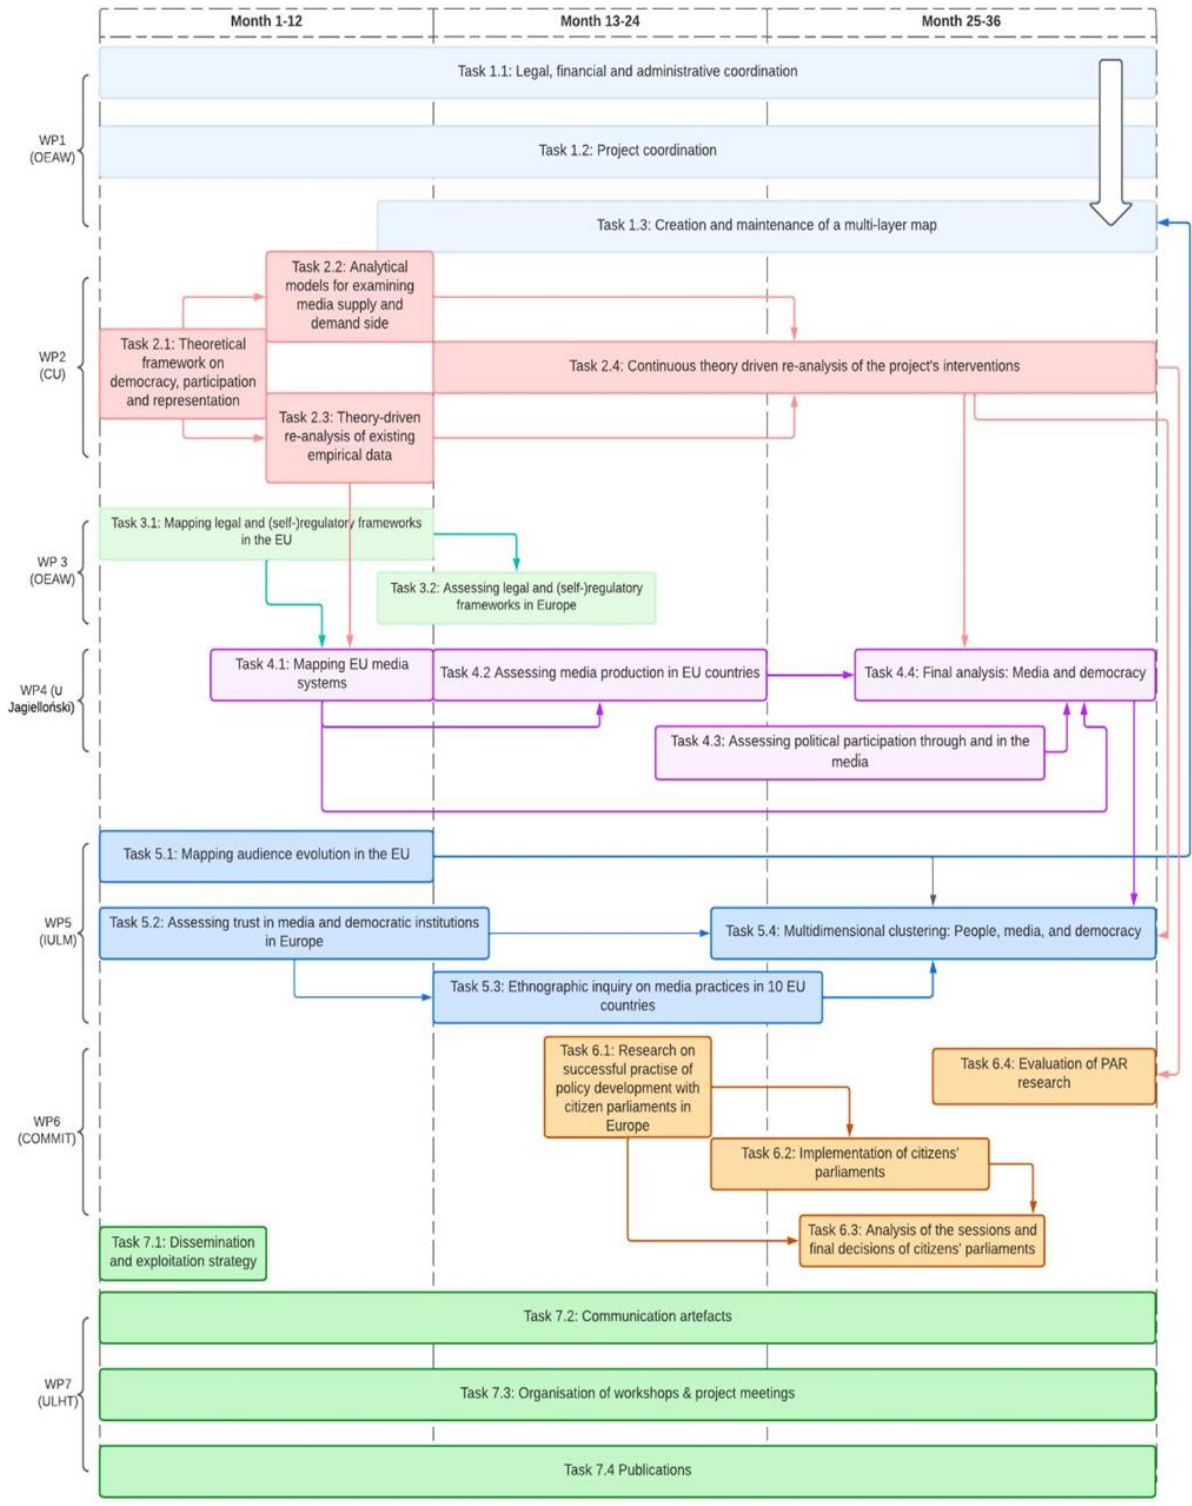 Month 1-12
Month 13-24
Month 25-36
WP1
(OEAW)
Task 1.1: Legal, financial and administrative coordination
Task 1.2: Project coordination
Task 1.3: Creation and maintenance of a multi-layer map
WP2
(CU)
Task 2.2: Analytical
models for examining
media supply and
demand side
Task 2.1: Theoretical
framework on
democracy, participation
and representation
Task 2.4: Continuous theory driven re-analysis of the project's interventions
Task 2.3: Theory-driven
re-analysis of existing
empirical data
WP 3
(OEAW)
Task 3.1: Mapping legal and (self-)regulatory frameworks
in the EU
Task 3.2: Assessing legal and (self-)regulatory
frameworks in Europe
WP4 (U
Jagielloński)
Task 4.1: Mapping EU media
systems
Task 4.2 Assessing media production in EU countries
Task 4.4: Final analysis: Media and democracy
Task 4.3: Assessing political participation through and in the
media
WP5
(IULM)
Task 5.1: Mapping audience evolution in the EU
Task 5.2: Assessing trust in media and democratic institutions
in Europe
Task 5.4: Multidimensional clustering: People, media, and democracy
Task 5.3: Ethnographic inquiry on media practices in 10 EU
countries
WP6
(COMMIT)
Task 6.1: Research on
successful practise of
policy development with
citizen parliaments in
Europe
Task 6.4: Evaluation of PAR
research
Task 6.2: Implementation of citizens'
parliaments
Task 6.3: Analysis of the sessions and
final decisions of citizens' parliaments
Task 7.1: Dissemination
and exploitation strategy
WP7
(ULHT)
Task 7.2: Communication artefacts
Task 7.3: Organisation of workshops & project meetings
Task 7.4 Publications